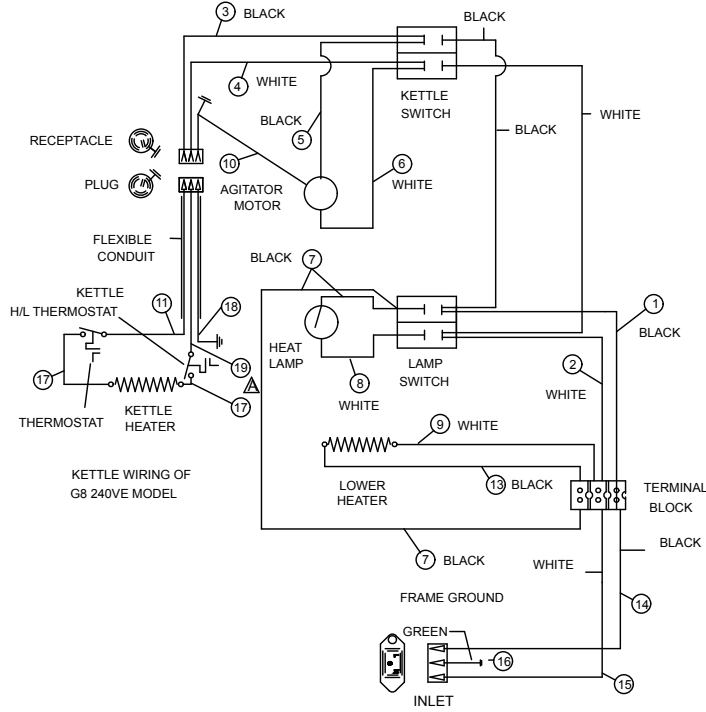 3 BLACK
BLACK
4
WHITE
KETTLE
SWITCH
BLACK
5
BLACK
WHITE
RECEPTACLE
10
6
WHITE
PLUG
AGITATOR
MOTOR
FLEXIBLE
CONDUIT
BLACK
7
KETTLE
H/L THERMOSTAT
11
18
1
BLACK
HEAT
LAMP
LAMP
SWITCH
2
17
19
A
8
WHITE
WHITE
17
KETTLE
HEATER
THERMOSTAT
9 WHITE
KETTLE WIRING OF
G8 240VE MODEL
LOWER
HEATER
13 BLACK
TERMINAL
BLOCK
7 BLACK
WHITE
BLACK
FRAME GROUND
14
GREEN
16
15
INLET